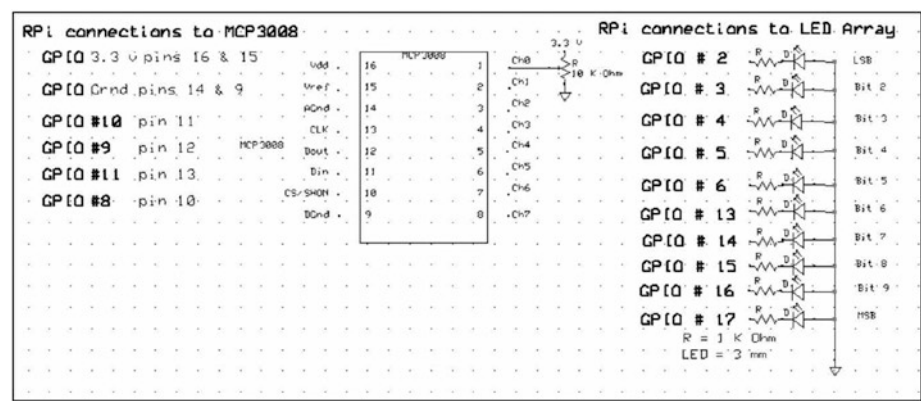 RPi connections to MCP3008
GPIO 3.3 v pins 16 & 15
GPIO Grnd pins 14 & 9
GPIO #10 pin 11
GPIO #9 pin 12
GPIO #11 pin 13
GPIO #8 pin 10
MCP3008
MCP3008
Vdd 16
Vref 15
AGnd 14
CLK 13
Dout 12
Din 11
CS/SHDN 10
DGnd 9
1 Ch0
2 Ch1
3 Ch2
4 Ch3
5 Ch4
6 Ch5
7 Ch6
8 Ch7
3.3 v
R
10 K-Ohm
RPi connections to LED Array
GPIO # 2 R D LSB
GPIO # 3 R D Bit 2
GPIO # 4 R D Bit 3
GPIO # 5 R D Bit 4
GPIO # 6 R D Bit 5
GPIO # 13 R D Bit 6
GPIO # 14 R D Bit 7
GPIO # 15 R D Bit 8
GPIO # 16 R D Bit 9
GPIO # 17 R D MSB
R = 1 K Ohm
LED = 3 mm